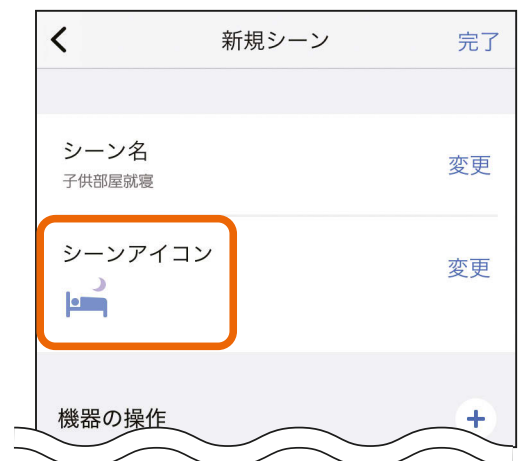 新規シーン 完了
シーン名
子供部屋就寝
変更
シーンアイコン
変更
機器の操作